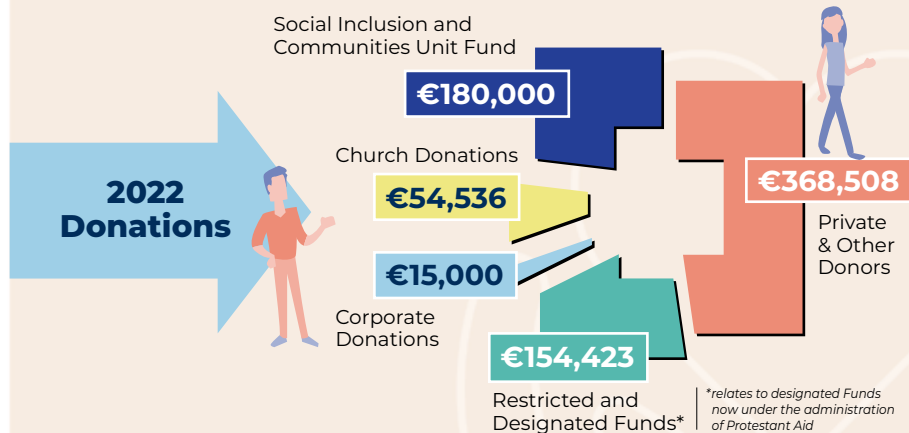 Social Inclusion and
Communities Unit Fund
€180,000
Church Donations
€54,536
2022
Donations
€368,508
Private
& Other
Donors
€15,000
Corporate
Donations
€154,423
Restricted and
Designated Funds*
*relates to designated Funds
now under the administration
of Protestant Aid